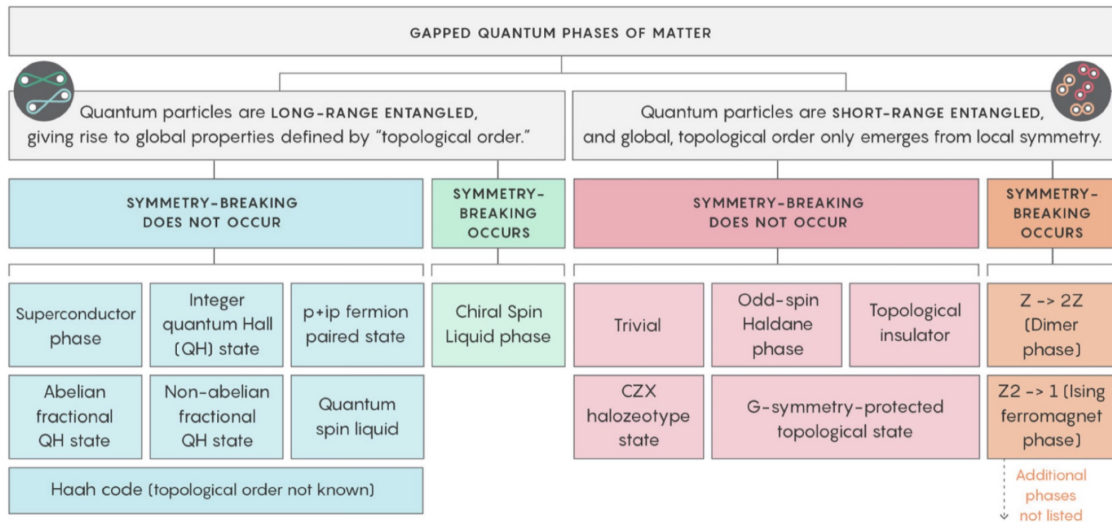 GAPPED QUANTUM PHASES OF MATTER
Quantum particles are LONG-RANGE ENTANGLED,
giving rise to global properties defined by "topological order."
Quantum particles are SHORT-RANGE ENTANGLED,
and global, topological order only emerges from local symmetry.
SYMMETRY-BREAKING
DOES NOT OCCUR
SYMMETRY-
BREAKING
OCCURS
SYMMETRY-BREAKING
DOES NOT OCCUR
SYMMETRY-
BREAKING
OCCURS
Superconductor
phase
Integer
quantum Hall
(QH) state
p+ip fermion
paired state
Chiral Spin
Liquid phase
Trivial
Odd-spin
Haldane
phase
Topological
insulator
Z -> 2Z
(Dimer
phase)
Abelian
fractional
QH state
Non-abelian
fractional
QH state
Quantum
spin liquid
CZX
halozeotype
state
G-symmetry-protected
topological state
Z2 -> 1 (Ising
ferromagnet
phase)
Haah code (topological order not known)
Additional
phases
not listed